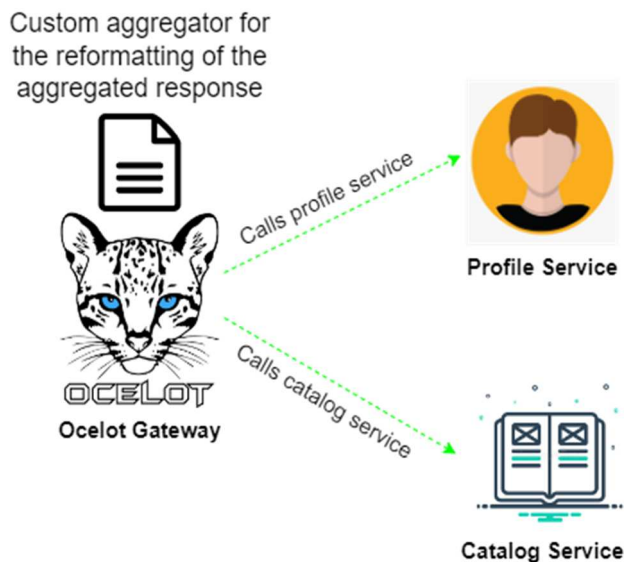 Custom aggregator for
the reformatting of the
aggregated response
Calls profile service
Profile Service
OCELOT
Ocelot Gateway
Calls catalog service
Catalog Service